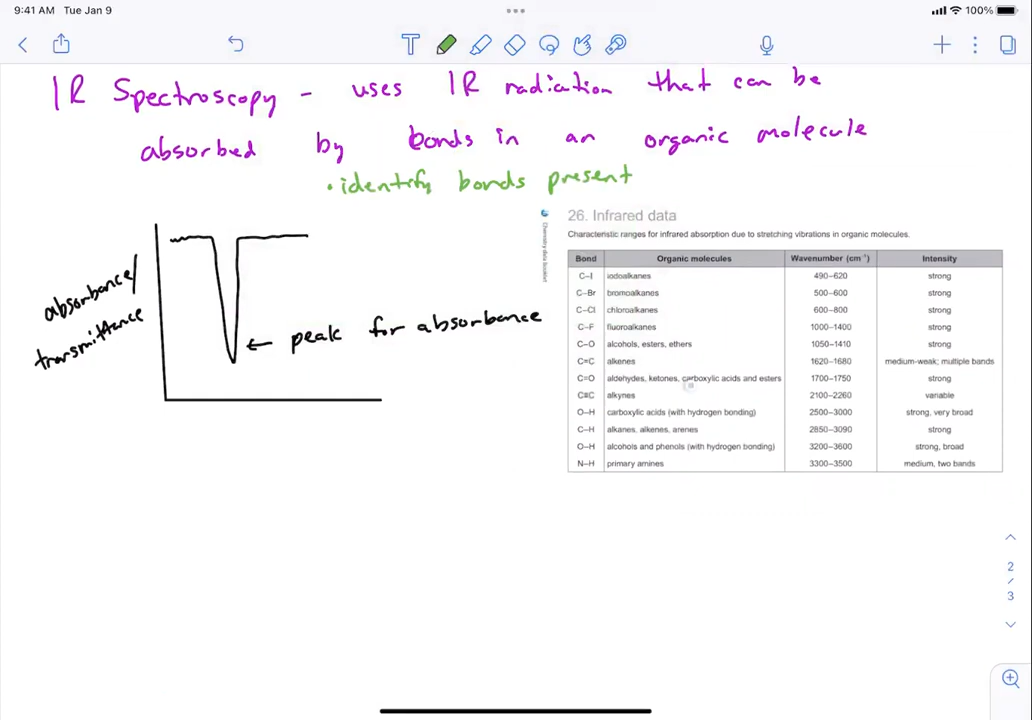 9:41 AM Tue Jan 9
100%
IR Spectroscopy - uses IR radiation that can be
absorbed by bonds in an organic molecule
• identify bonds present
absorbance/
transmittance
← peak for absorbance
Chemistry data booklet
26. Infrared data
Characteristic ranges for infrared absorption due to stretching vibrations in organic molecules.
Bond Organic molecules Wavenumber (cm⁻¹) Intensity
C–I iodoalkanes 490–620 strong
C–Br bromoalkanes 500–600 strong
C–Cl chloroalkanes 600–800 strong
C–F fluoroalkanes 1000–1400 strong
C–O alcohols, esters, ethers 1050–1410 strong
C=C alkenes 1620–1680 medium-weak; multiple bands
C=O aldehydes, ketones, carboxylic acids and esters 1700–1750 strong
C≡C alkynes 2100–2260 variable
O–H carboxylic acids (with hydrogen bonding) 2500–3000 strong, very broad
C–H alkanes, alkenes, arenes 2850–3090 strong
O–H alcohols and phenols (with hydrogen bonding) 3200–3600 strong, broad
N–H primary amines 3300–3500 medium, two bands
2
/
3